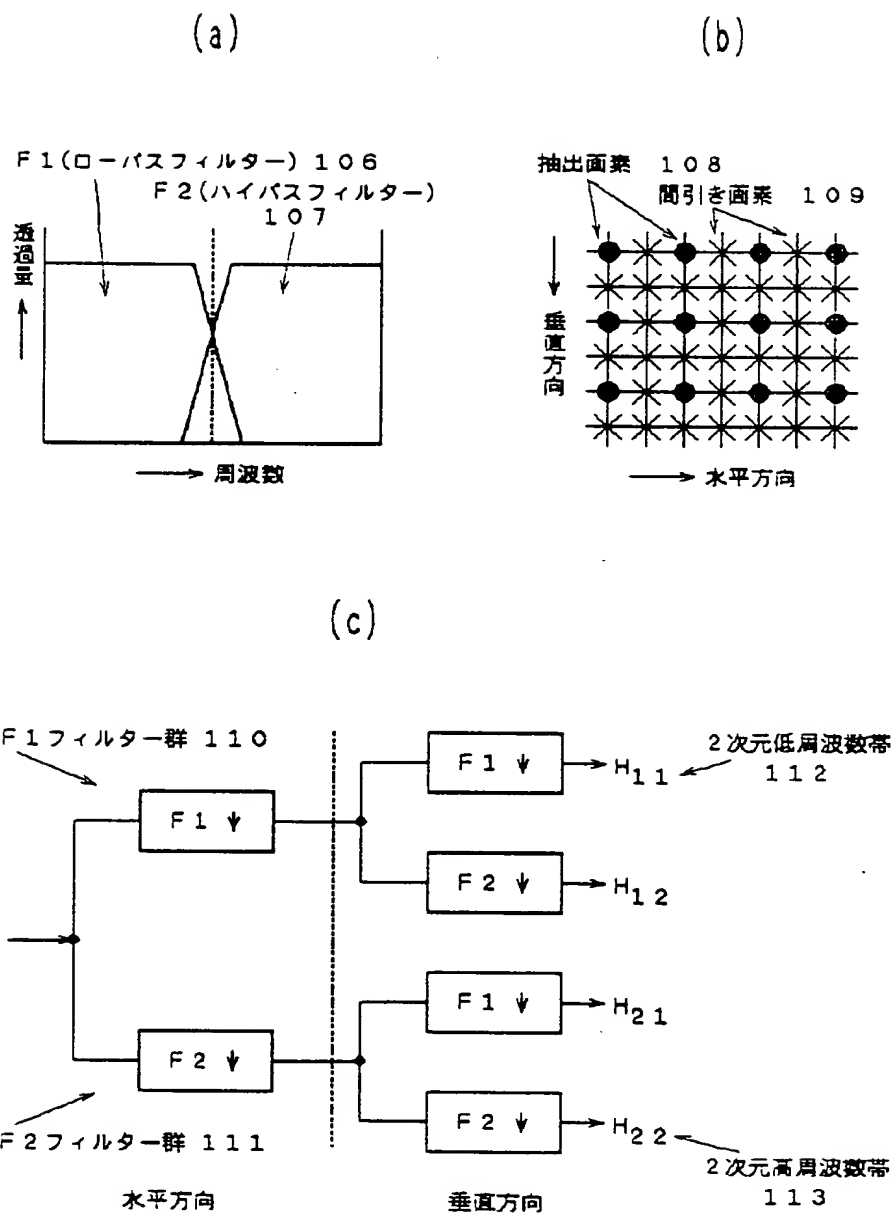 (a)
F1(ローパスフィルター) 106
F2(ハイパスフィルター)
107
透過量
周波数
(b)
抽出画素 108
間引き画素 109
垂直方向
水平方向
(c)
F1フィルター群 110
F1 ↓
F2 ↓
F2フィルター群 111
水平方向
F1 ↓
H11
F2 ↓
H12
F1 ↓
H21
F2 ↓
H22
2次元低周波数帯
112
2次元高周波数帯
113
垂直方向